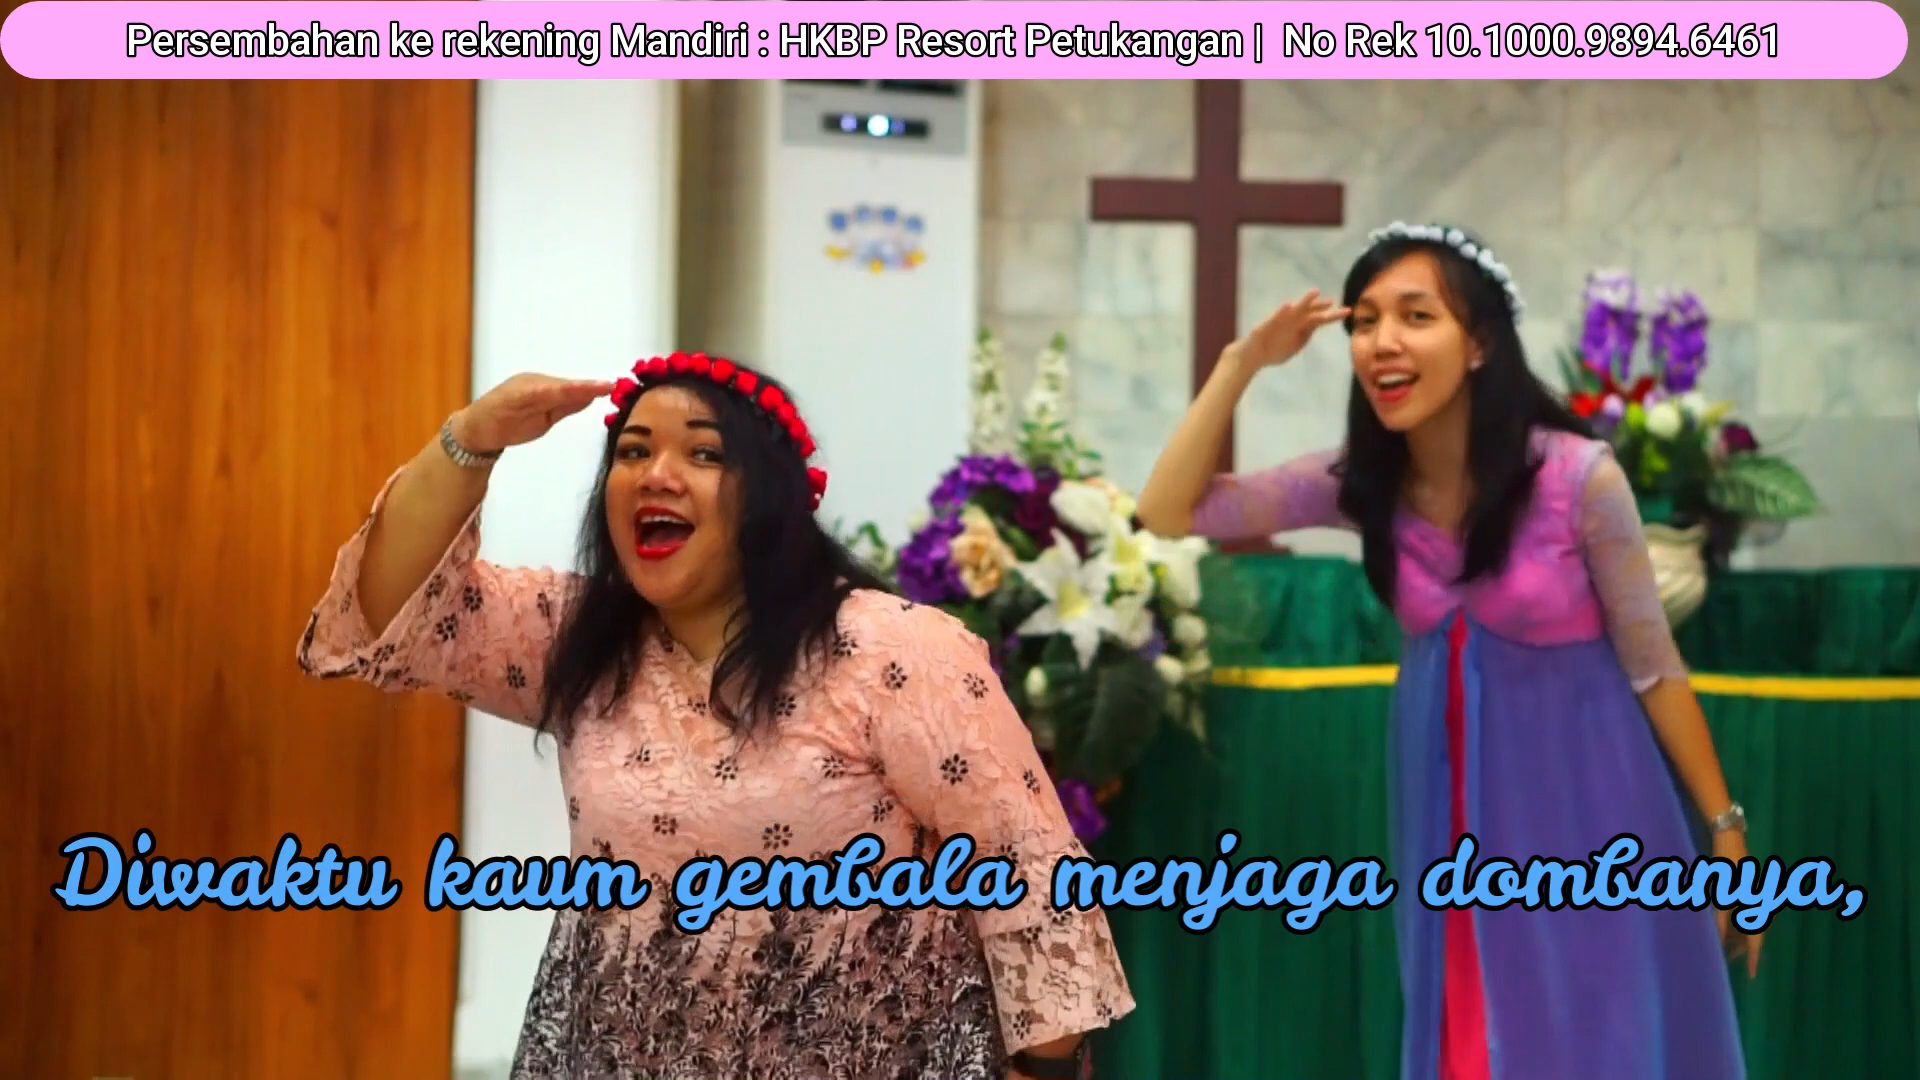 Persembahan ke rekening Mandiri : HKBP Resort Petukangan | No Rek 10.1000.9894.6461
Diwaktu kaum gembala menjaga dombanya,